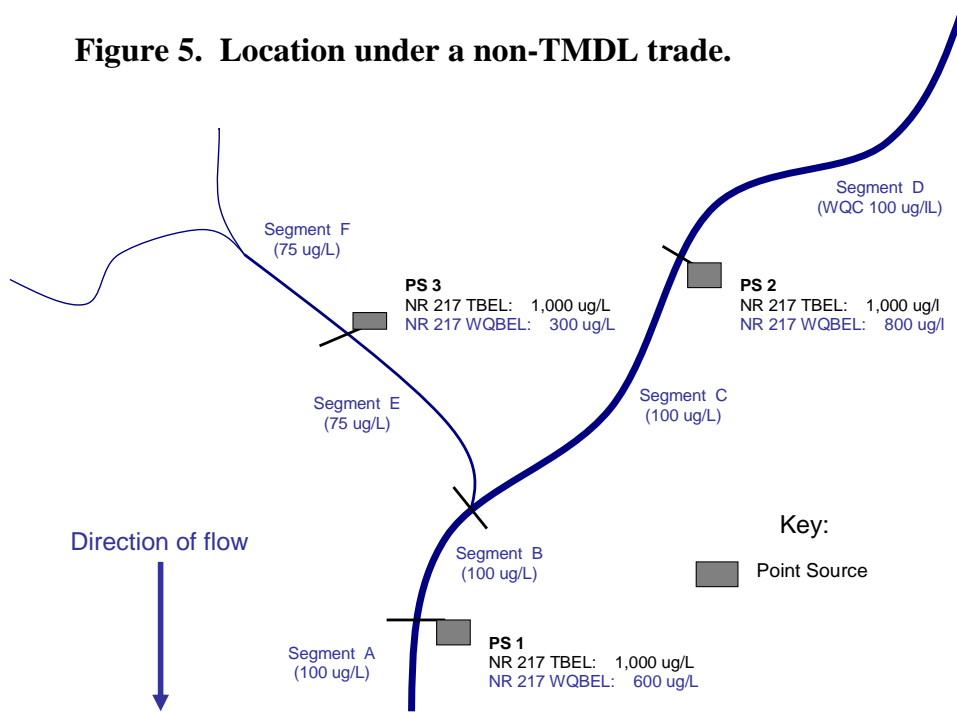 Figure 5. Location under a non-TMDL trade.
Segment D
(WQC 100 ug/lL)
Segment F
(75 ug/L)
PS 3
NR 217 TBEL: 1,000 ug/L
NR 217 WQBEL: 300 ug/L
PS 2
NR 217 TBEL: 1,000 ug/l
NR 217 WQBEL: 800 ug/l
Segment E
(75 ug/L)
Segment C
(100 ug/L)
Direction of flow
Key:
Point Source
Segment B
(100 ug/L)
PS 1
NR 217 TBEL: 1,000 ug/L
NR 217 WQBEL: 600 ug/L
Segment A
(100 ug/L)